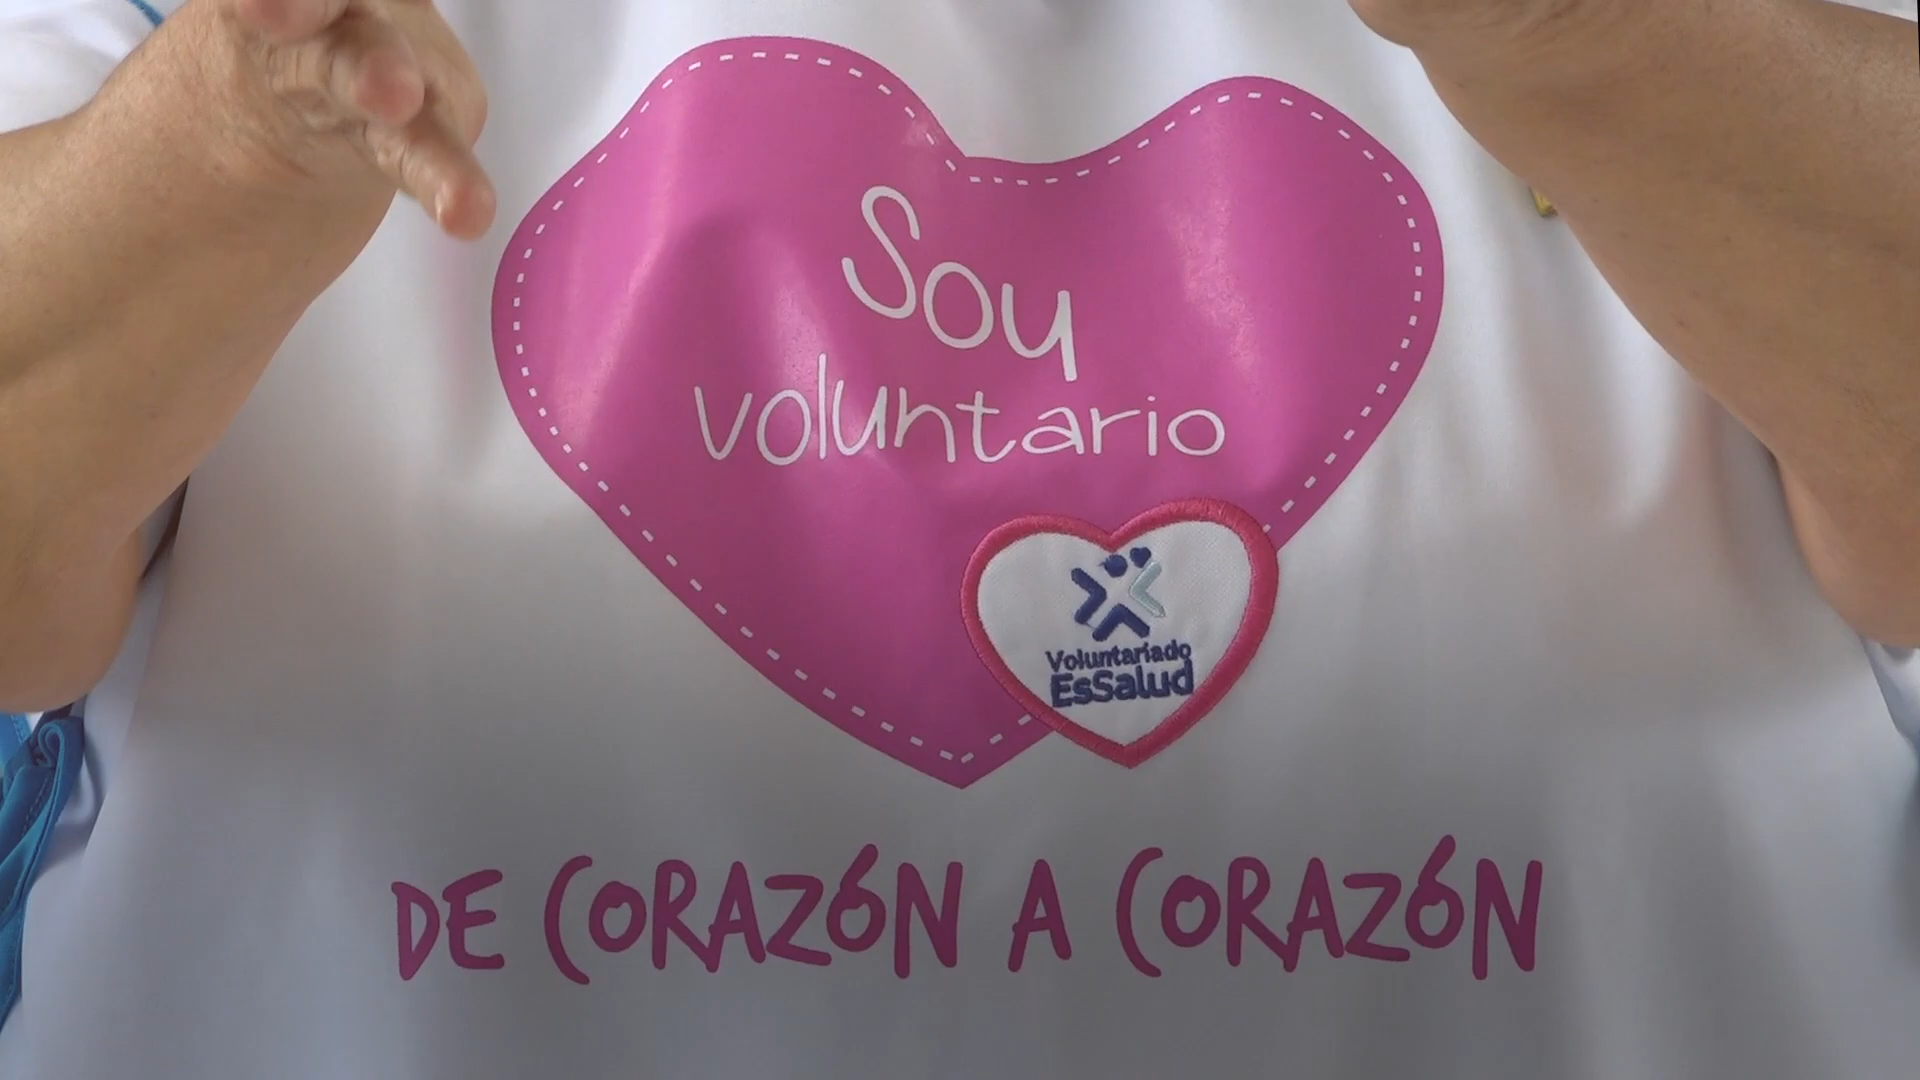 Soy
voluntario
Voluntariado
EsSalud
DE CORAZÓN A CORAZÓN